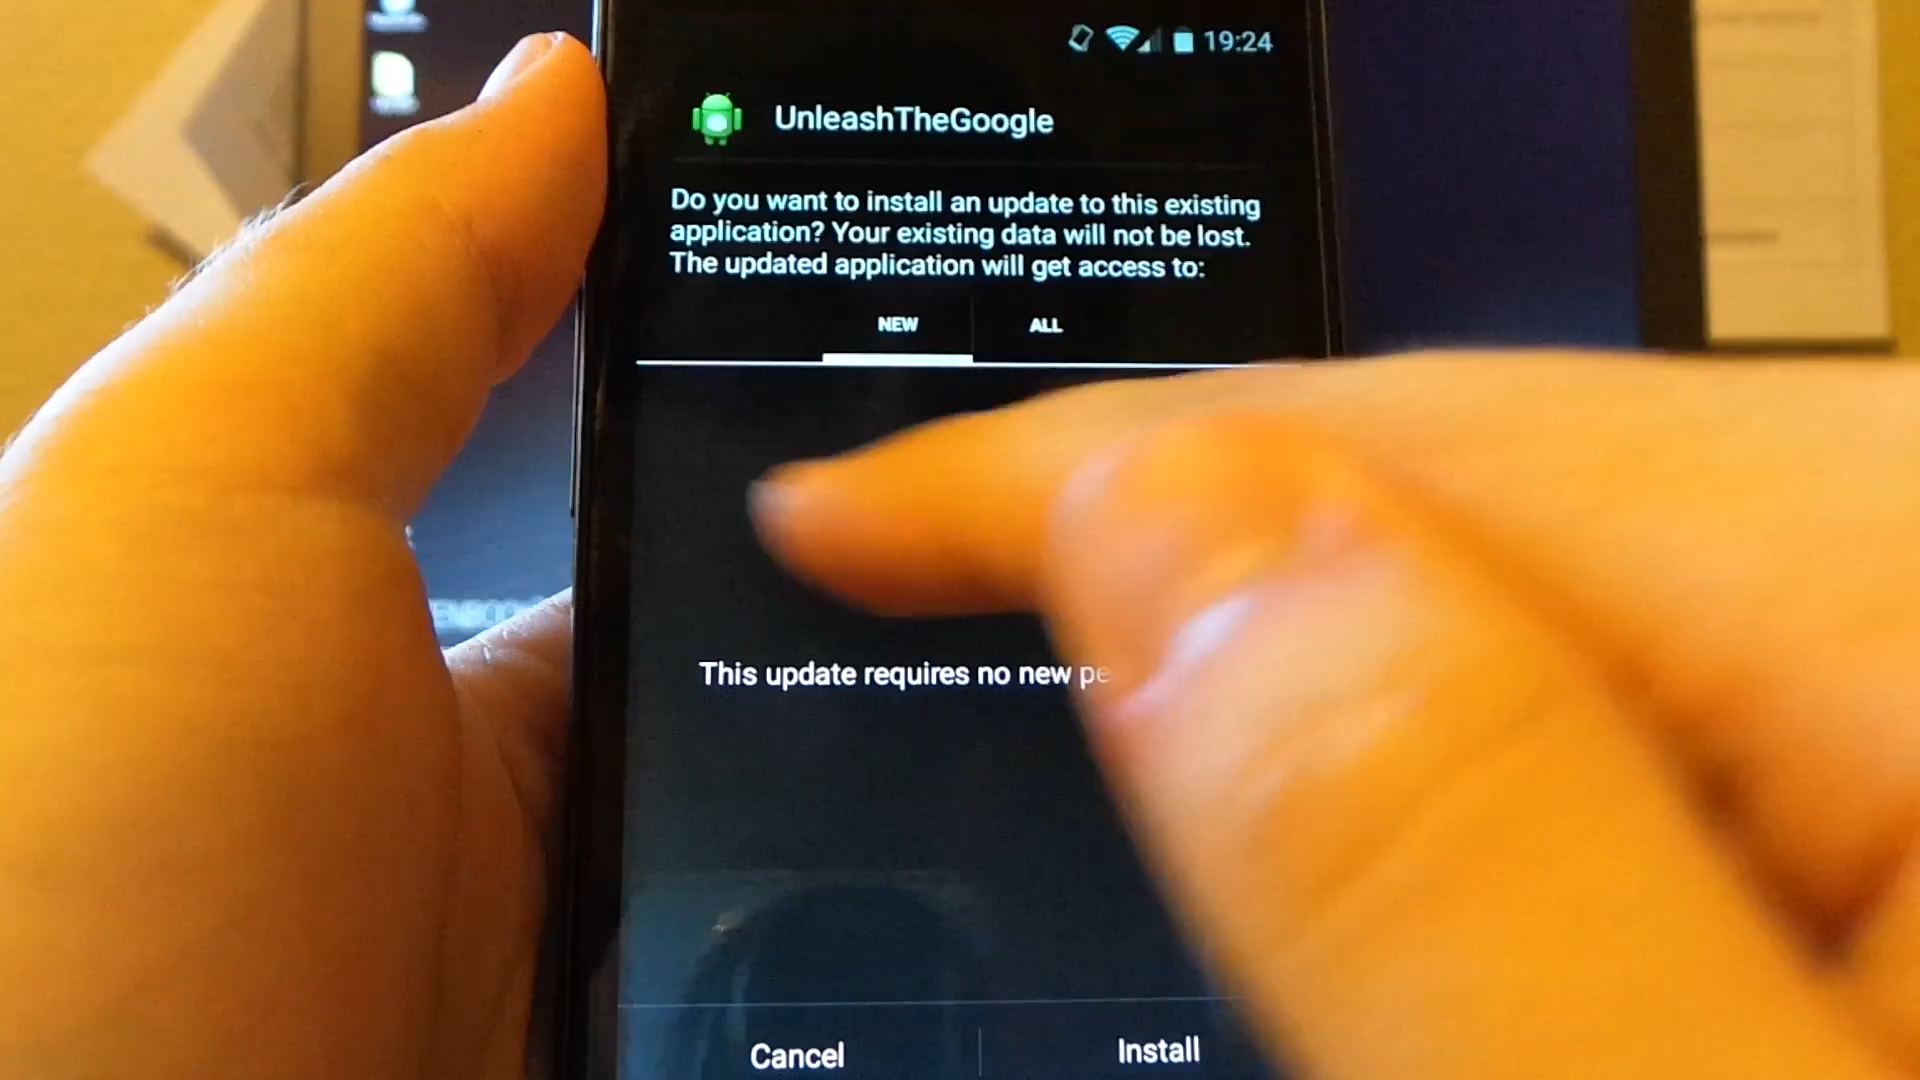 19:24
UnleashTheGoogle
Do you want to install an update to this existing
application? Your existing data will not be lost.
The updated application will get access to:
NEW ALL
This update requires no new pe
Cancel Install